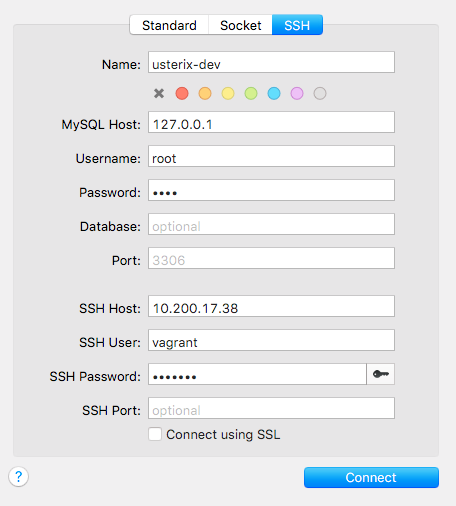 Standard Socket SSH
Name: usterix-dev
MySQL Host: 127.0.0.1
Username: root
Password: ••••
Database: optional
Port: 3306
SSH Host: 10.200.17.38
SSH User: vagrant
SSH Password: •••••••
SSH Port: optional
Connect using SSL
? Connect